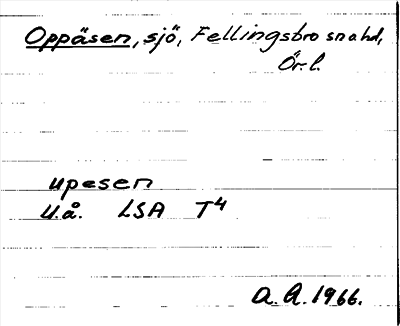 Oppäsen, sjö, Fellingsbro sn a hd,
Ör. l.
upesen
U.å. LSA T4
A. A. 1966.